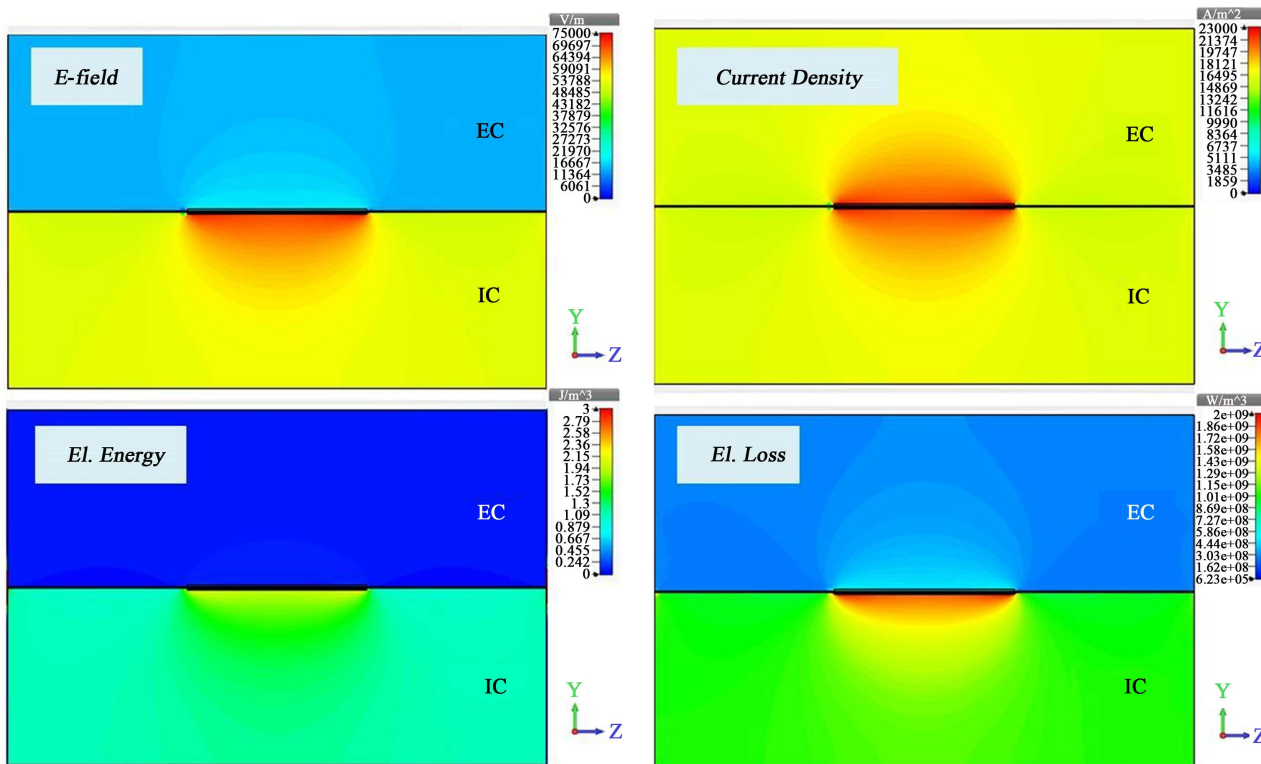 V/m
75000
69697
64394
59091
53788
48485
43182
37879
32576
27273
21970
16667
11364
6061
0
E-field
EC
IC
Y
Z
A/m^2
23000
21374
19747
18121
16495
14869
13242
11616
9990
8364
6737
5111
3485
1859
0
Current Density
EC
IC
Y
Z
J/m^3
3
2.79
2.58
2.36
2.15
1.94
1.73
1.52
1.3
1.09
0.879
0.667
0.455
0.242
0
El. Energy
EC
IC
Y
Z
W/m^3
2e+09
1.86e+09
1.72e+09
1.58e+09
1.43e+09
1.29e+09
1.15e+09
1.01e+09
8.69e+08
7.27e+08
5.86e+08
4.44e+08
3.03e+08
1.62e+08
6.23e+05
El. Loss
EC
IC
Y
Z